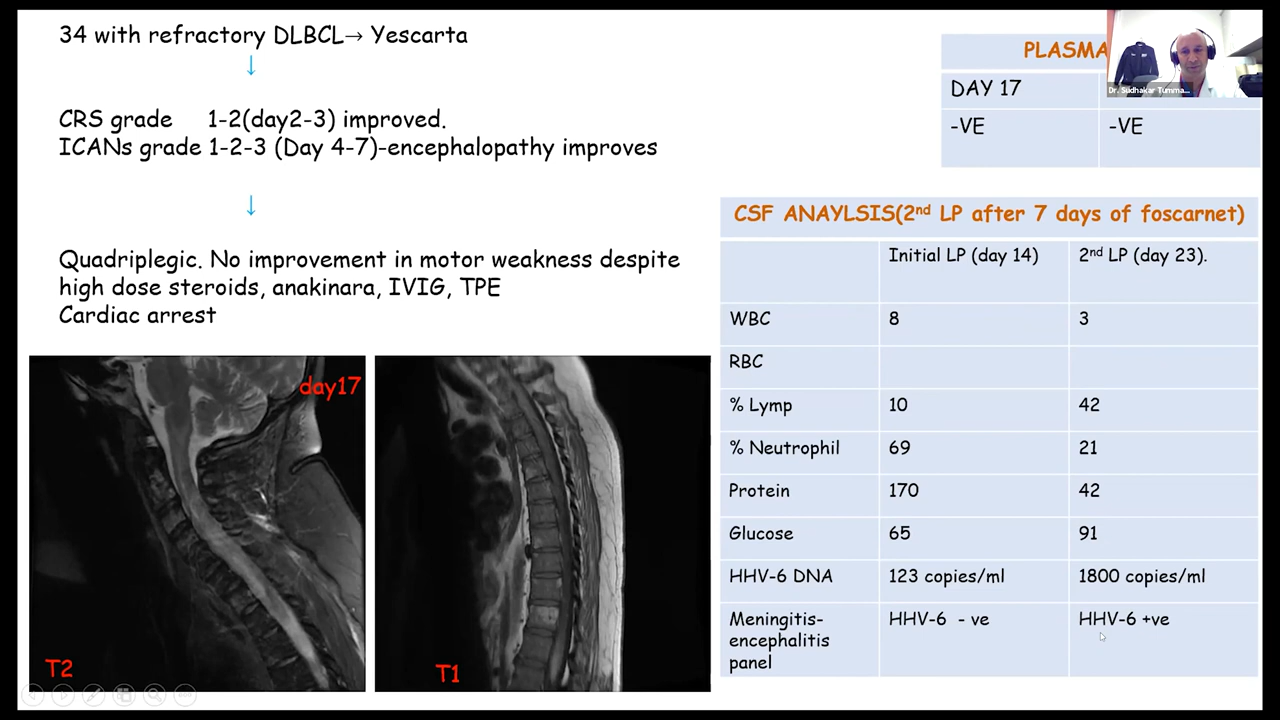 34 with refractory DLBCL→ Yescarta
↓
CRS grade 1-2(day2-3) improved.
ICANs grade 1-2-3 (Day 4-7)-encephalopathy improves
↓
Quadriplegic. No improvement in motor weakness despite
high dose steroids, anakinara, IVIG, TPE
Cardiac arrest
day17
T2
T1
PLASMA
DAY 17
-VE -VE
Dr. Sudhakar Tumma...
CSF ANAYLSIS(2nd LP after 7 days of foscarnet)
Initial LP (day 14) 2nd LP (day 23).
WBC 8 3
RBC
% Lymp 10 42
% Neutrophil 69 21
Protein 170 42
Glucose 65 91
HHV-6 DNA 123 copies/ml 1800 copies/ml
Meningitis- HHV-6 - ve HHV-6 +ve
encephalitis
panel